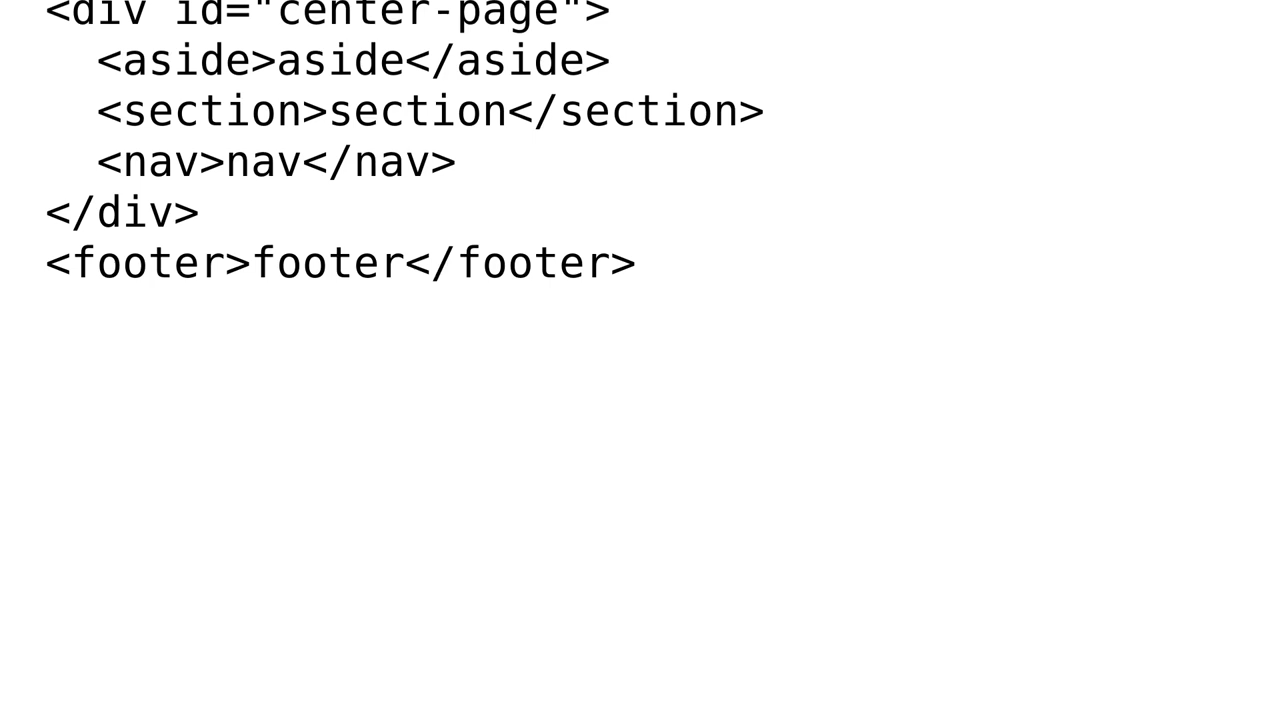 <div id="center-page">
  <aside>aside</aside>
  <section>section</section>
  <nav>nav</nav>
</div>
<footer>footer</footer>